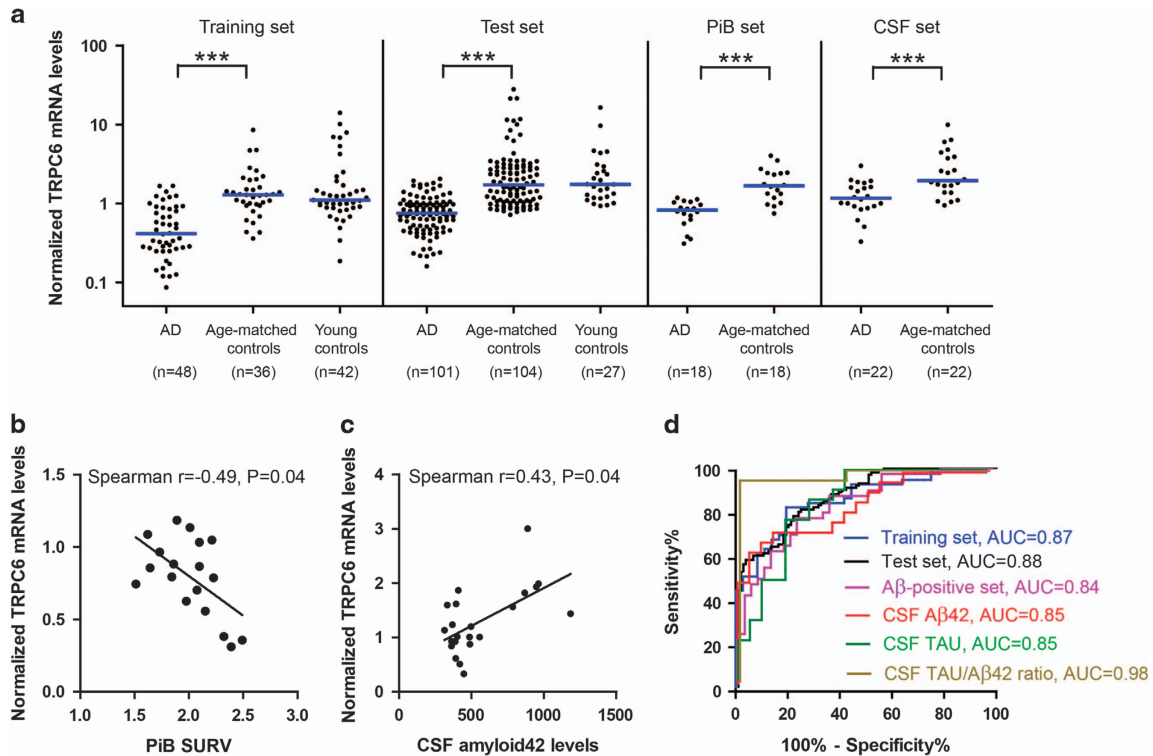 a
Training set
Test set
PiB set
CSF set
***
***
***
***
Normalized TRPC6 mRNA levels
100
10
1
0.1
AD
Age-matched
controls
Young
controls
AD
Age-matched
controls
Young
controls
AD
Age-matched
controls
AD
Age-matched
controls
(n=48)
(n=36)
(n=42)
(n=101)
(n=104)
(n=27)
(n=18)
(n=18)
(n=22)
(n=22)
b
Spearman r=-0.49, P=0.04
Normalized TRPC6 mRNA levels
1.5
1.0
0.5
0.0
1.0
1.5
2.0
2.5
3.0
PiB SURV
c
Spearman r=0.43, P=0.04
Normalized TRPC6 mRNA levels
4
3
2
1
0
0
500
1000
1500
CSF amyloid42 levels
d
Sensitivity%
100
80
60
40
20
0
Training set, AUC=0.87
Test set, AUC=0.88
Aβ-positive set, AUC=0.84
CSF Aβ42, AUC=0.85
CSF TAU, AUC=0.85
CSF TAU/Aβ42 ratio, AUC=0.98
0
20
40
60
80
100
100% - Specificity%